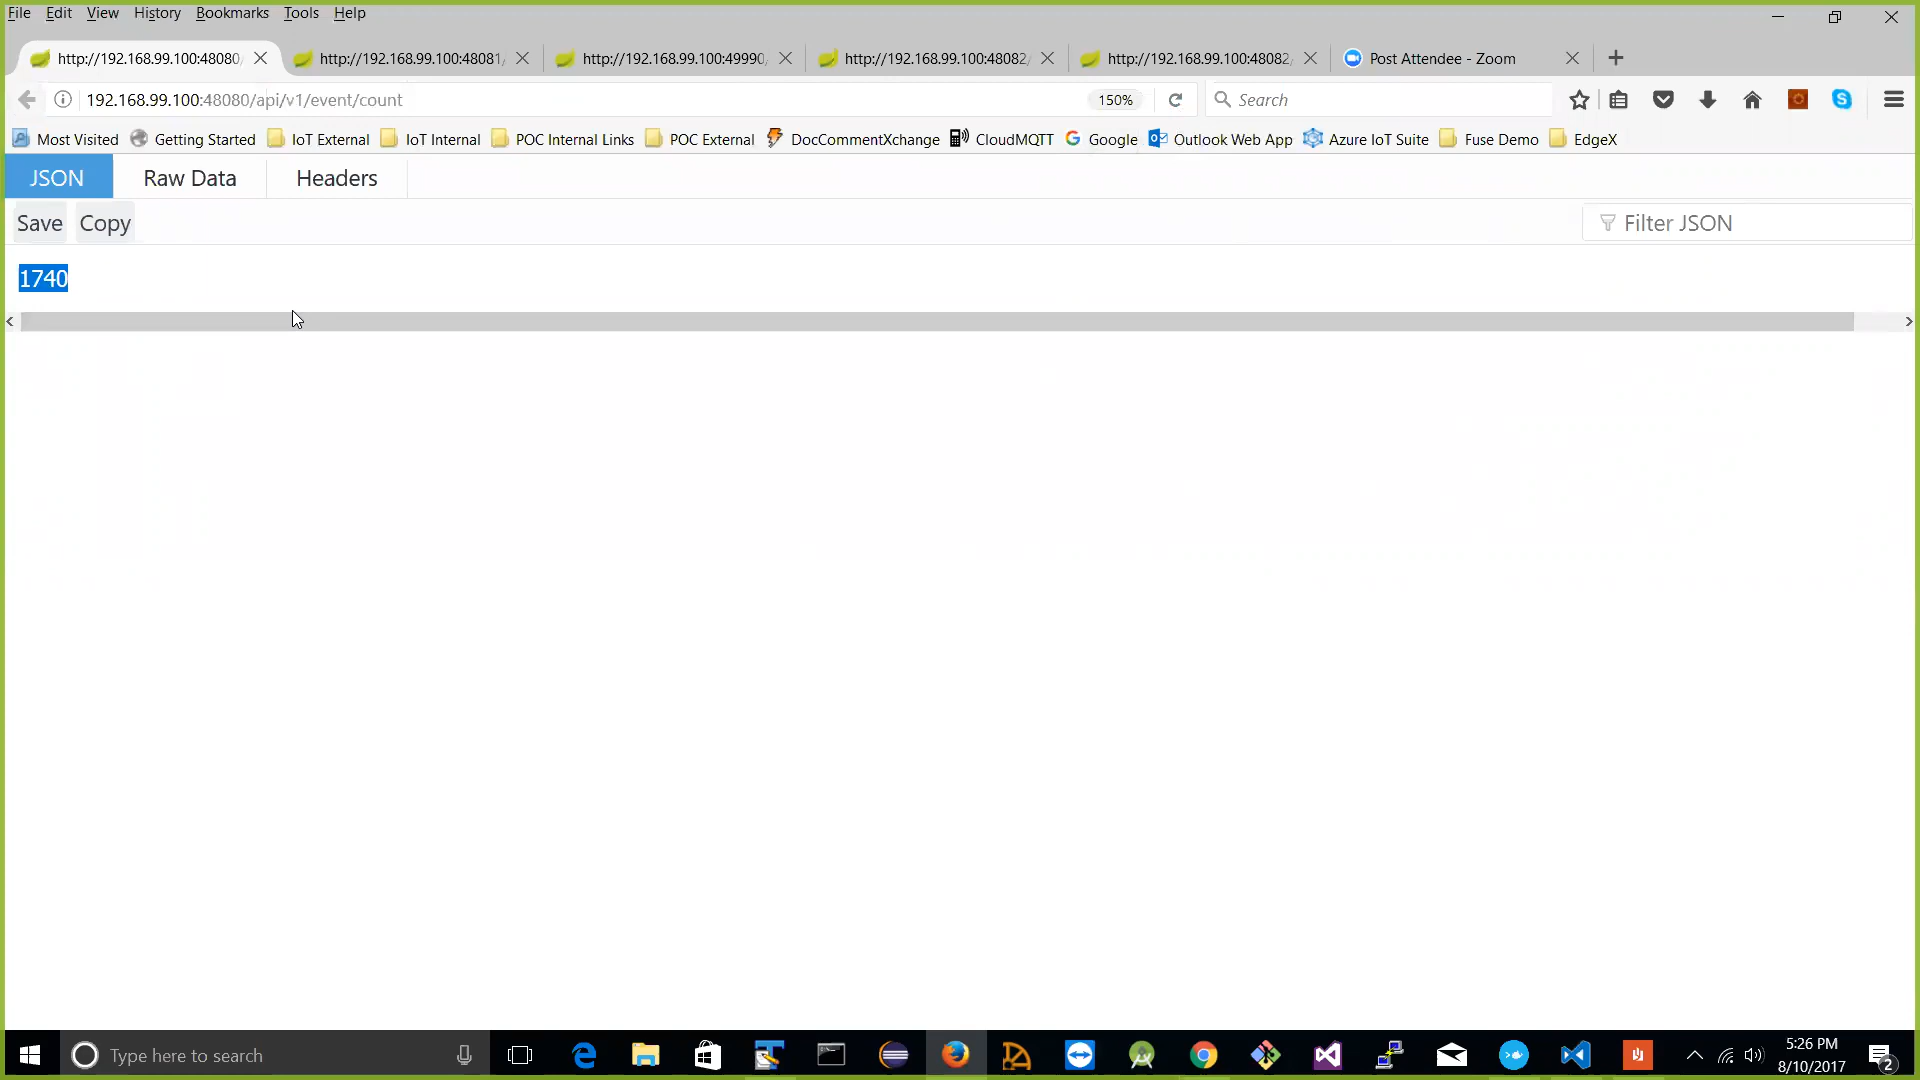 File Edit View History Bookmarks Tools Help
http://192.168.99.100:48080/ http://192.168.99.100:48081/ http://192.168.99.100:49990/ http://192.168.99.100:48082/ http://192.168.99.100:48082/ Post Attendee - Zoom
192.168.99.100:48080/api/v1/event/count 150% Search
Most Visited Getting Started IoT External IoT Internal POC Internal Links POC External DocCommentXchange CloudMQTT Google Outlook Web App Azure IoT Suite Fuse Demo EdgeX
JSON Raw Data Headers
Save Copy Filter JSON
1740
Type here to search
5:26 PM
8/10/2017
2